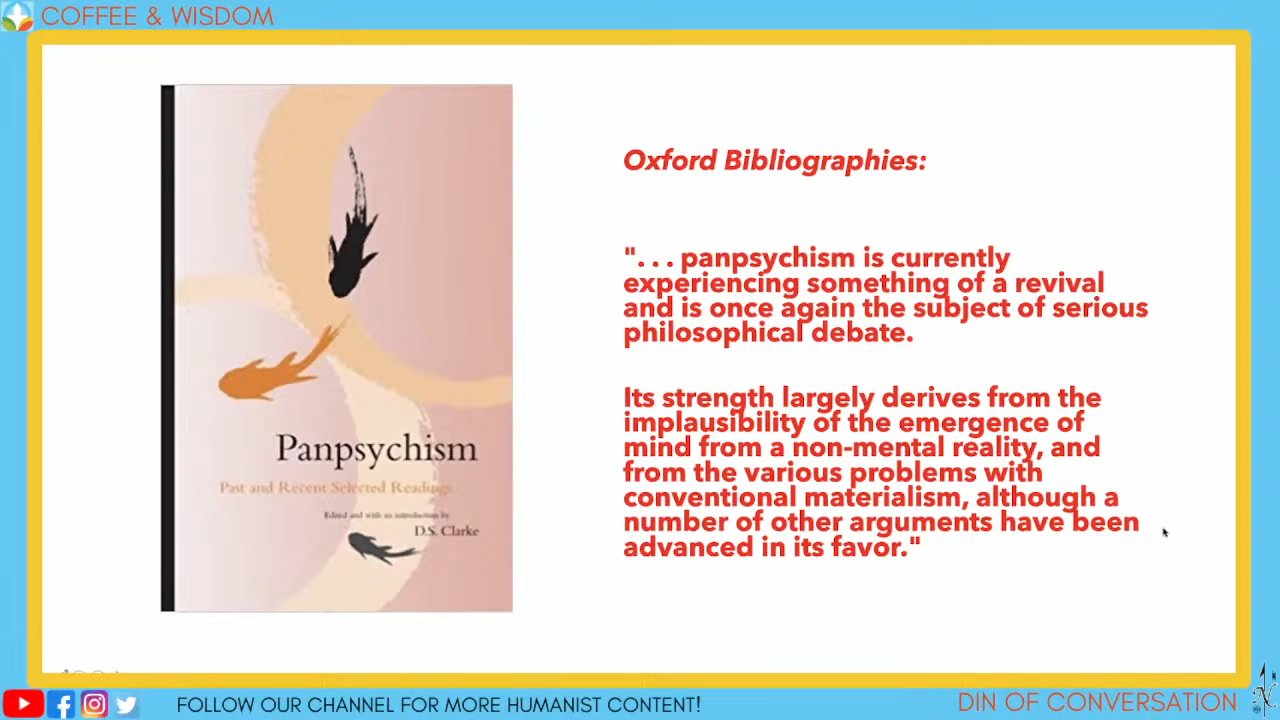 COFFEE & WISDOM
Panpsychism
Past and Recent Selected Readings
Edited and with an introduction by
D.S. Clarke
Oxford Bibliographies:
". . . panpsychism is currently
experiencing something of a revival
and is once again the subject of serious
philosophical debate.
Its strength largely derives from the
implausibility of the emergence of
mind from a non-mental reality, and
from the various problems with
conventional materialism, although a
number of other arguments have been
advanced in its favor."
FOLLOW OUR CHANNEL FOR MORE HUMANIST CONTENT!
DIN OF CONVERSATION